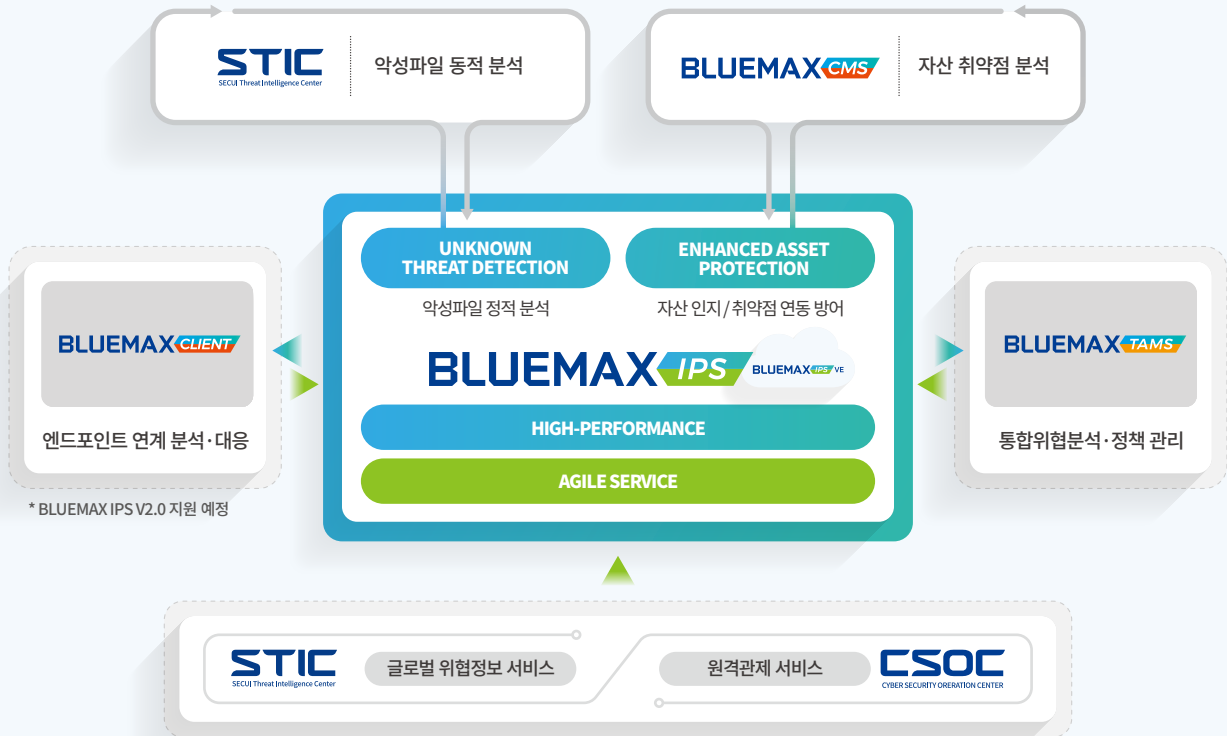 STIC
SECUI Threat Intelligence Center
악성파일 동적 분석
BLUEMAX CMS
자산 취약점 분석
UNKNOWN
THREAT DETECTION
악성파일 정적 분석
ENHANCED ASSET
PROTECTION
자산 인지 / 취약점 연동 방어
BLUEMAX IPS
BLUEMAX IPS VE
HIGH-PERFORMANCE
AGILE SERVICE
BLUEMAX CLIENT
엔드포인트 연계 분석·대응
* BLUEMAX IPS V2.0 지원 예정
BLUEMAX TAMS
통합위협분석·정책 관리
STIC
SECUI Threat Intelligence Center
글로벌 위협정보 서비스
원격관제 서비스
CSOC
CYBER SECURITY ORERATION CENTER